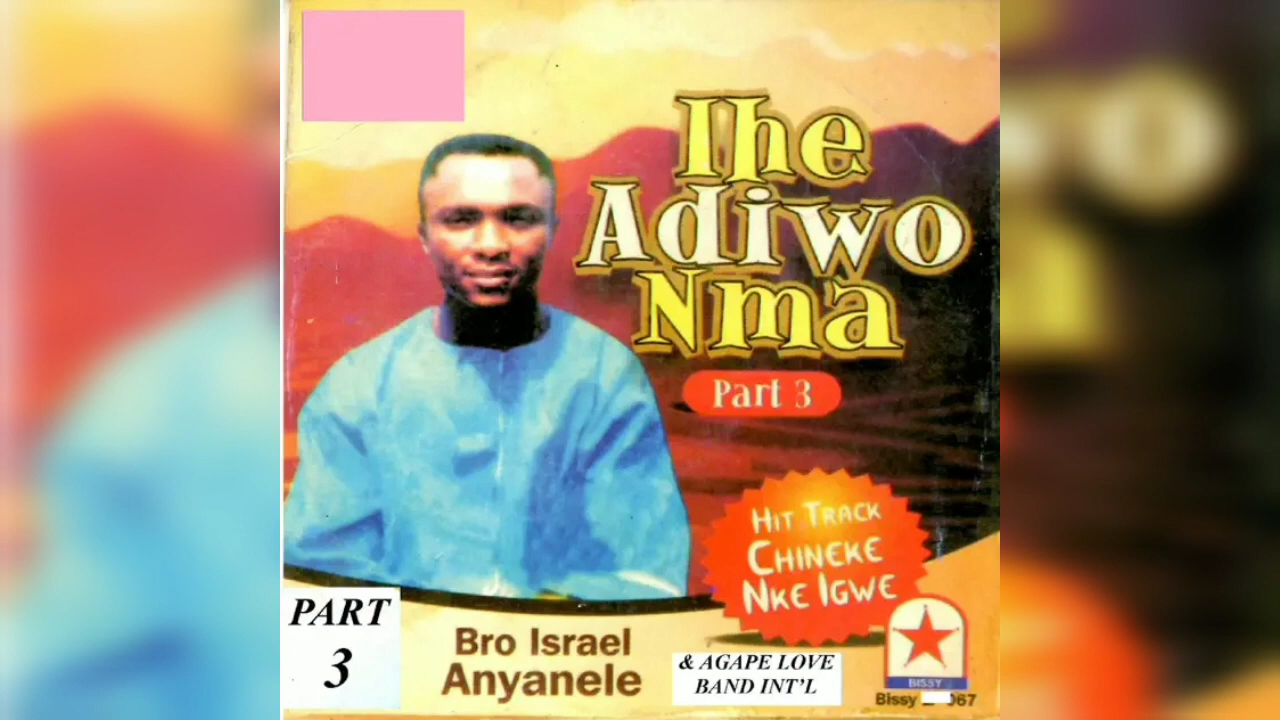 Ihe
Adiwo
Nma
Part 3
HIT TRACK
CHINEKE
NKE IGWE
PART
3
Bro Israel
Anyanele
& AGAPE LOVE
BAND INT'L
BISSY
Bissy 067